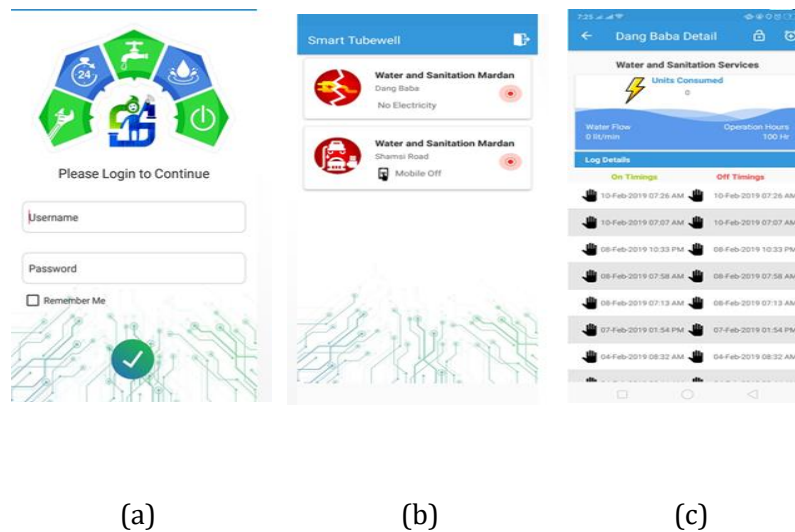 24
Please Login to Continue
Username
Password
Remember Me
Smart Tubewell
Water and Sanitation Mardan
Dang Baba
No Electricity
Water and Sanitation Mardan
Shamsi Road
Mobile Off
7:25
Dang Baba Detail
Water and Sanitation Services
Units Consumed
0
Water Flow Operation Hours
0 lit/min 100 Hr
Log Details
On Timings Off Timings
10-Feb-2019 07:26 AM 10-Feb-2019 07:26 AM
10-Feb-2019 07:07 AM 10-Feb-2019 07:07 AM
08-Feb-2019 10:33 PM 08-Feb-2019 10:33 PM
08-Feb-2019 07:58 AM 08-Feb-2019 07:58 AM
08-Feb-2019 07:13 AM 08-Feb-2019 07:13 AM
07-Feb-2019 01:54 PM 07-Feb-2019 01:54 PM
04-Feb-2019 08:32 AM 04-Feb-2019 08:32 AM
(a) (b) (c)